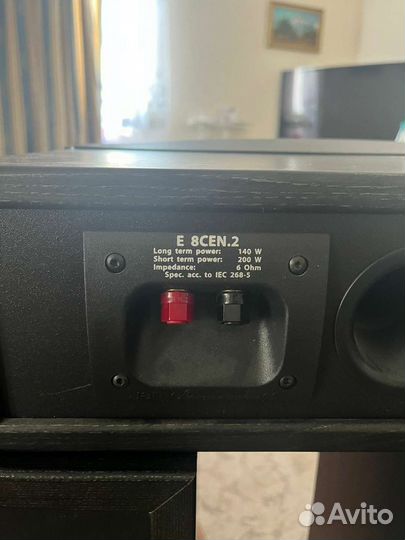 E 8CEN.2
Long term power: 140 W
Short term power: 200 W
Impedance: 6 Ohm
Spec. acc. to IEC 268-5
Avito